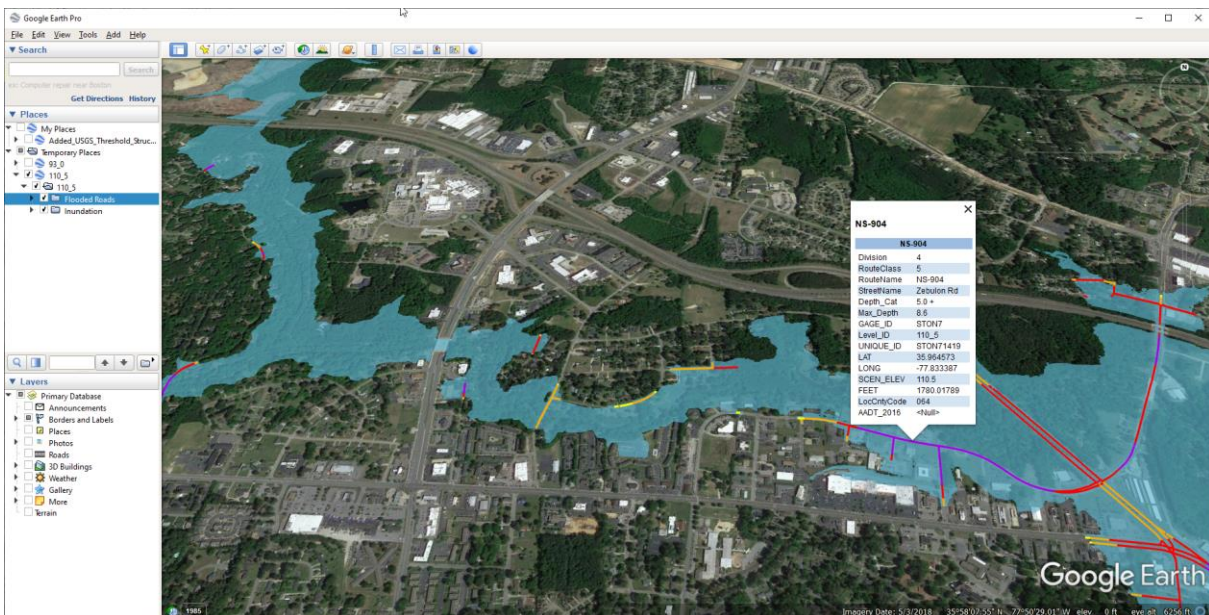 Google Earth Pro
File Edit View Tools Add Help
▼ Search
Search
ex: Computer repair near Boston
Get Directions History
▼ Places
My Places
Added_USGS_Threshold_Struc...
Temporary Places
93_0
110_5
110_5
Flooded Roads
Inundation
▼ Layers
Primary Database
Announcements
Borders and Labels
Places
Photos
Roads
3D Buildings
Weather
Gallery
More
Terrain
NS-904
NS-904
Division 4
RouteClass 5
RouteName NS-904
StreetName Zebulon Rd
Depth_Cat 5.0 +
Max_Depth 8.6
GAGE_ID STON7
Level_ID 110_5
UNIQUE_ID STON71419
LAT 35.964573
LONG -77.833387
SCEN_ELEV 110.5
FEET 1780.01789
LocCntyCode 064
AADT_2016 <Null>
Google Earth
1985
Imagery Date: 5/3/2018 35°58'07.55" N 77°50'29.01" W elev 0 ft eye alt 6256 ft